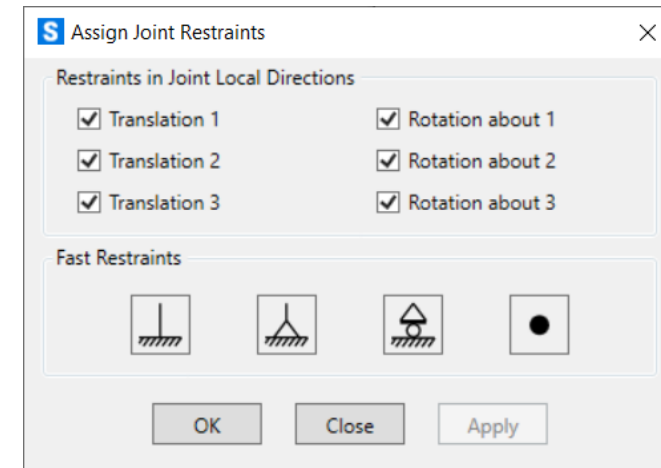 S Assign Joint Restraints
Restraints in Joint Local Directions
Translation 1 Rotation about 1
Translation 2 Rotation about 2
Translation 3 Rotation about 3
Fast Restraints
OK Close Apply